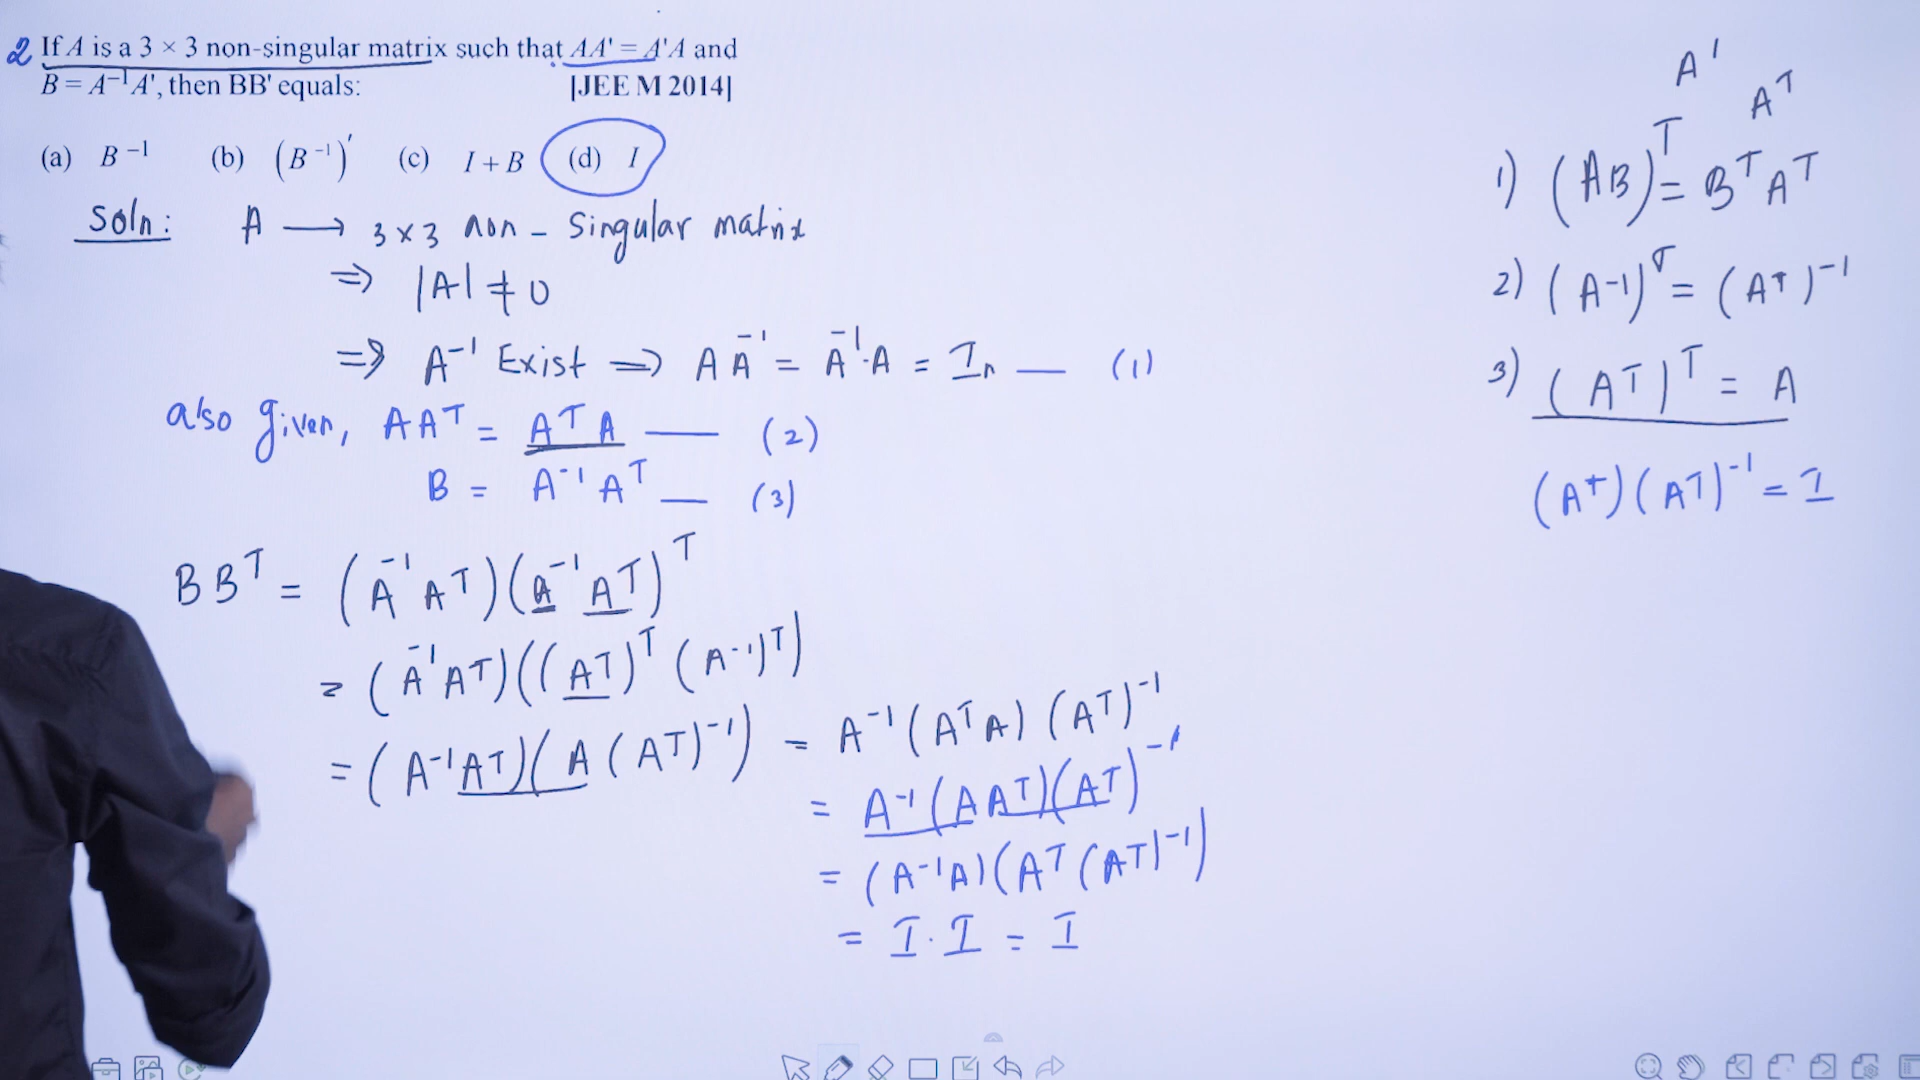 2 If A is a 3 × 3 non-singular matrix such that AA' = A'A and
B = A⁻¹A', then BB' equals: [JEE M 2014]
(a) B⁻¹ (b) (B⁻¹)' (c) I + B (d) I
Soln: A → 3×3 non-singular matrix
⇒ |A| ≠ 0
⇒ A⁻¹ Exist ⇒ AA⁻¹ = A⁻¹·A = Iₙ — (1)
also given, AAᵀ = AᵀA — (2)
B = A⁻¹Aᵀ — (3)
BBᵀ = (A⁻¹Aᵀ)(A⁻¹Aᵀ)ᵀ
= (A⁻¹Aᵀ)((Aᵀ)ᵀ(A⁻¹)ᵀ)
= (A⁻¹Aᵀ)(A(Aᵀ)⁻¹) = A⁻¹(AᵀA)(Aᵀ)⁻¹
= A⁻¹(AAᵀ)(Aᵀ)⁻¹
= (A⁻¹A)(Aᵀ(Aᵀ)⁻¹)
= I·I = I
A'
Aᵀ
1) (AB)ᵀ = BᵀAᵀ
2) (A⁻¹)ᵀ = (Aᵀ)⁻¹
3) (Aᵀ)ᵀ = A
(Aᵀ)(Aᵀ)⁻¹ = I